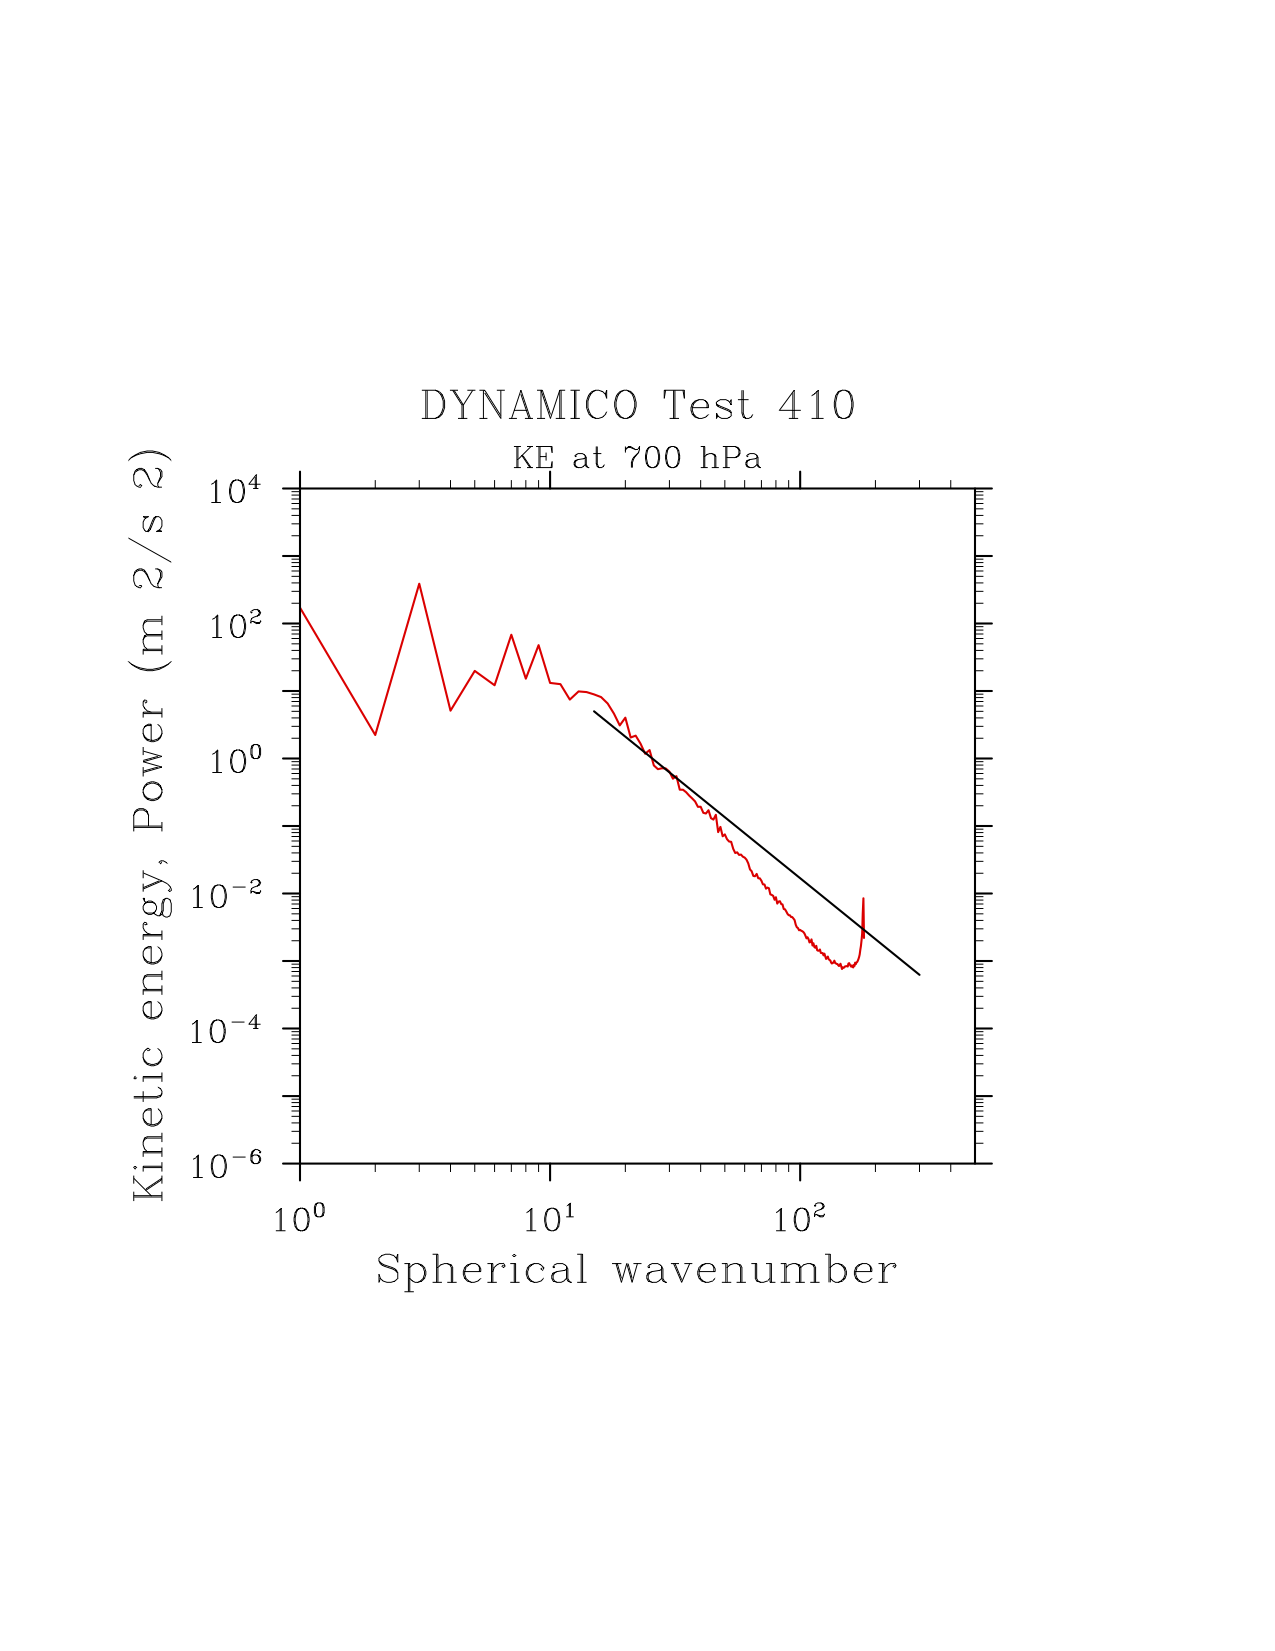 DYNAMICO Test 410
KE at 700 hPa
Kinetic energy, Power (m 2/s 2)
10⁴
10²
10⁰
10⁻²
10⁻⁴
10⁻⁶
10⁰ 10¹ 10²
Spherical wavenumber